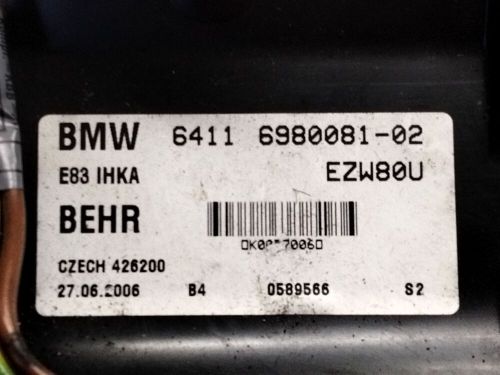 BMW 6411 6980081-02
E83 IHKA EZW80U
BEHR
CZECH 426200
27.06.2006 B4 0589566 S2